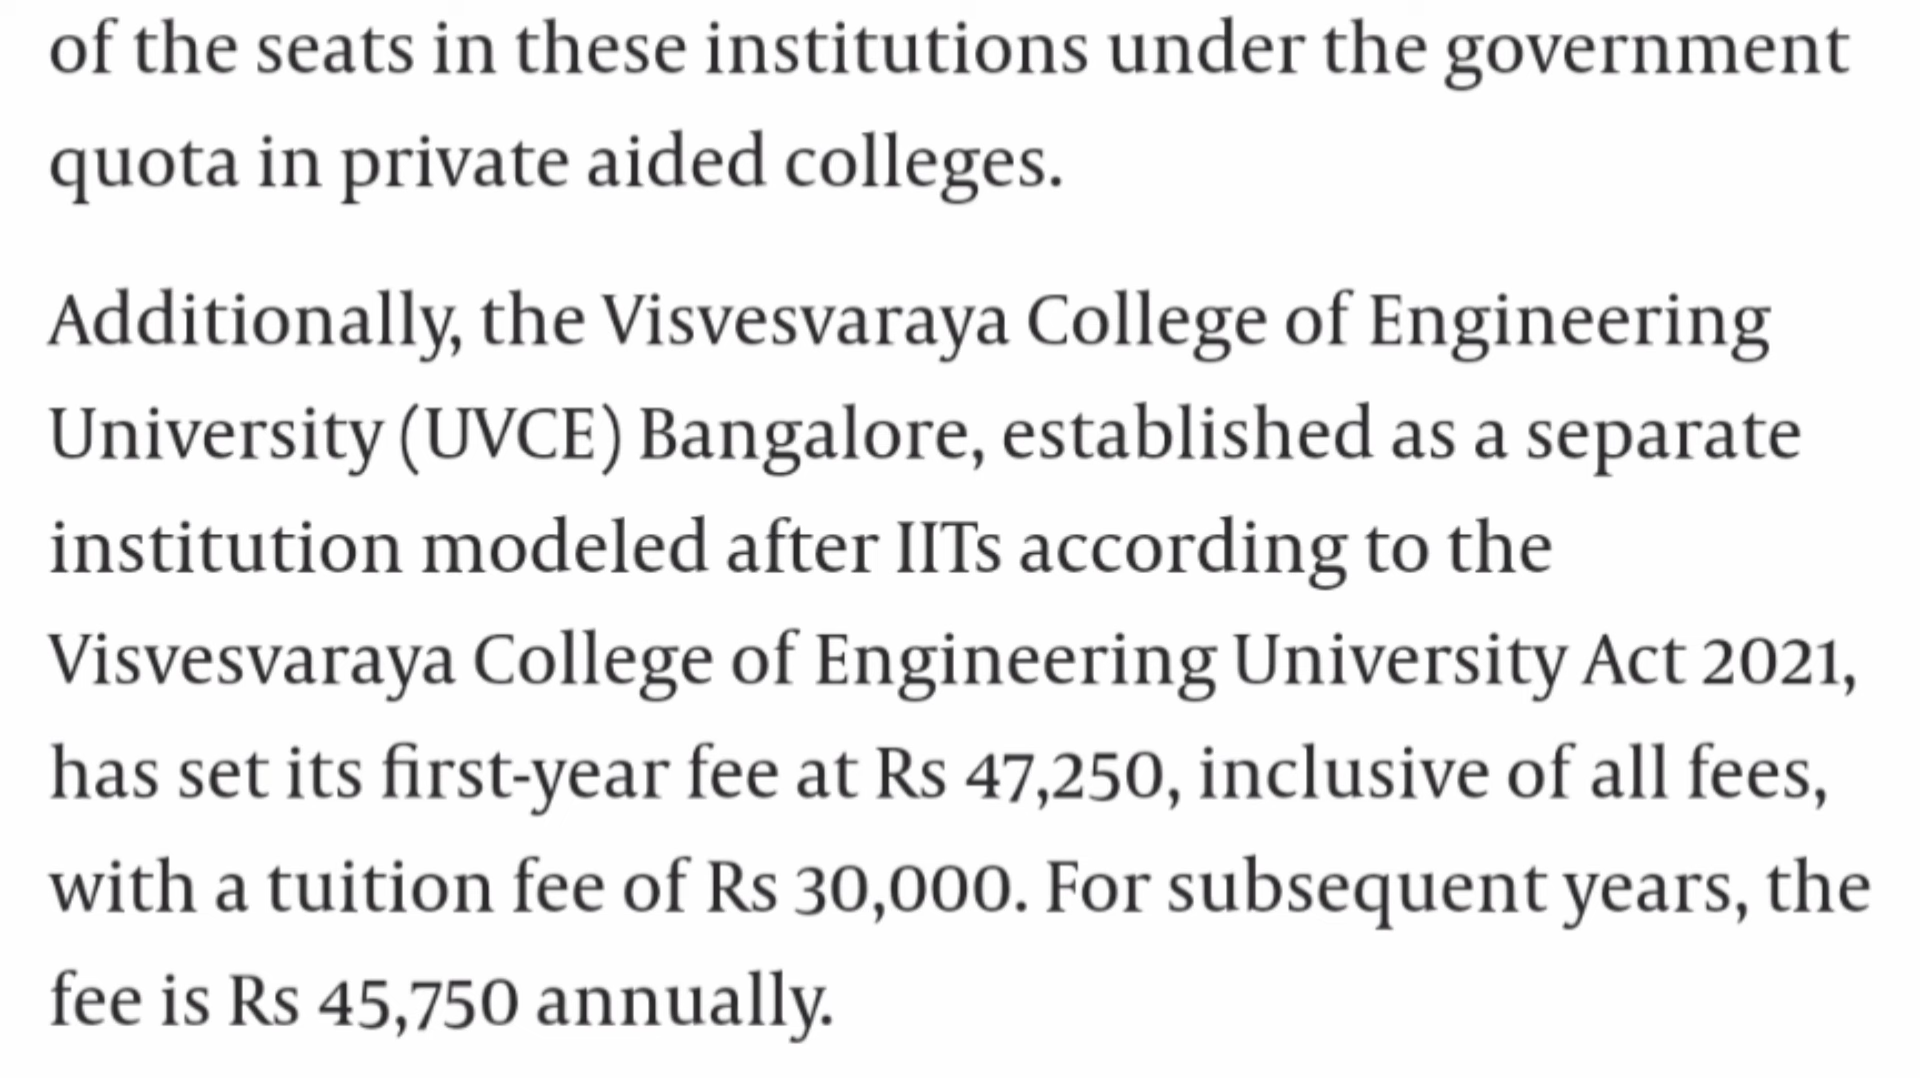 of the seats in these institutions under the government
quota in private aided colleges.
Additionally, the Visvesvaraya College of Engineering
University (UVCE) Bangalore, established as a separate
institution modeled after IITs according to the
Visvesvaraya College of Engineering University Act 2021,
has set its first-year fee at Rs 47,250, inclusive of all fees,
with a tuition fee of Rs 30,000. For subsequent years, the
fee is Rs 45,750 annually.